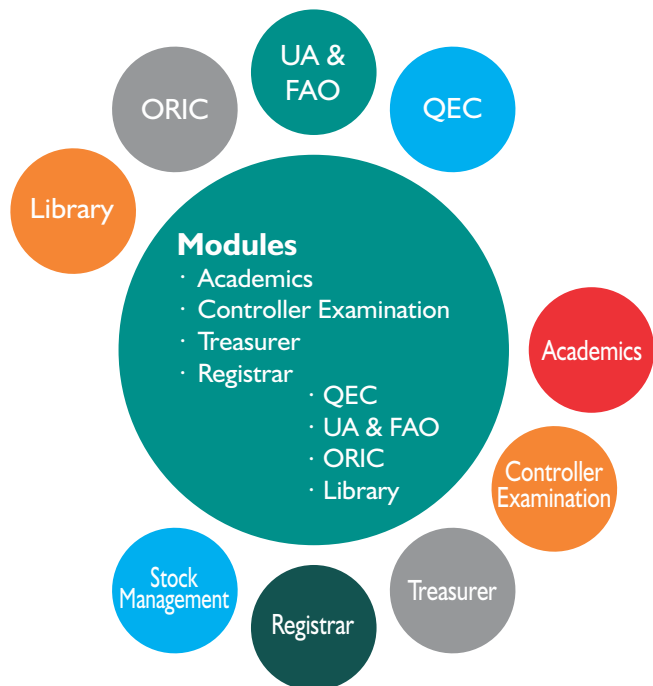 UA &
FAO
ORIC
QEC
Library
Modules
· Academics
· Controller Examination
· Treasurer
· Registrar
· QEC
· UA & FAO
· ORIC
· Library
Academics
Controller
Examination
Stock
Management
Treasurer
Registrar